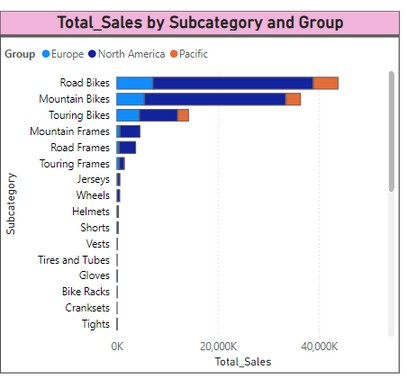 Total_Sales by Subcategory and Group
Group Europe North America Pacific
Subcategory
Road Bikes
Mountain Bikes
Touring Bikes
Mountain Frames
Road Frames
Touring Frames
Jerseys
Wheels
Helmets
Shorts
Vests
Tires and Tubes
Gloves
Bike Racks
Cranksets
Tights
0K 20,000K 40,000K
Total_Sales